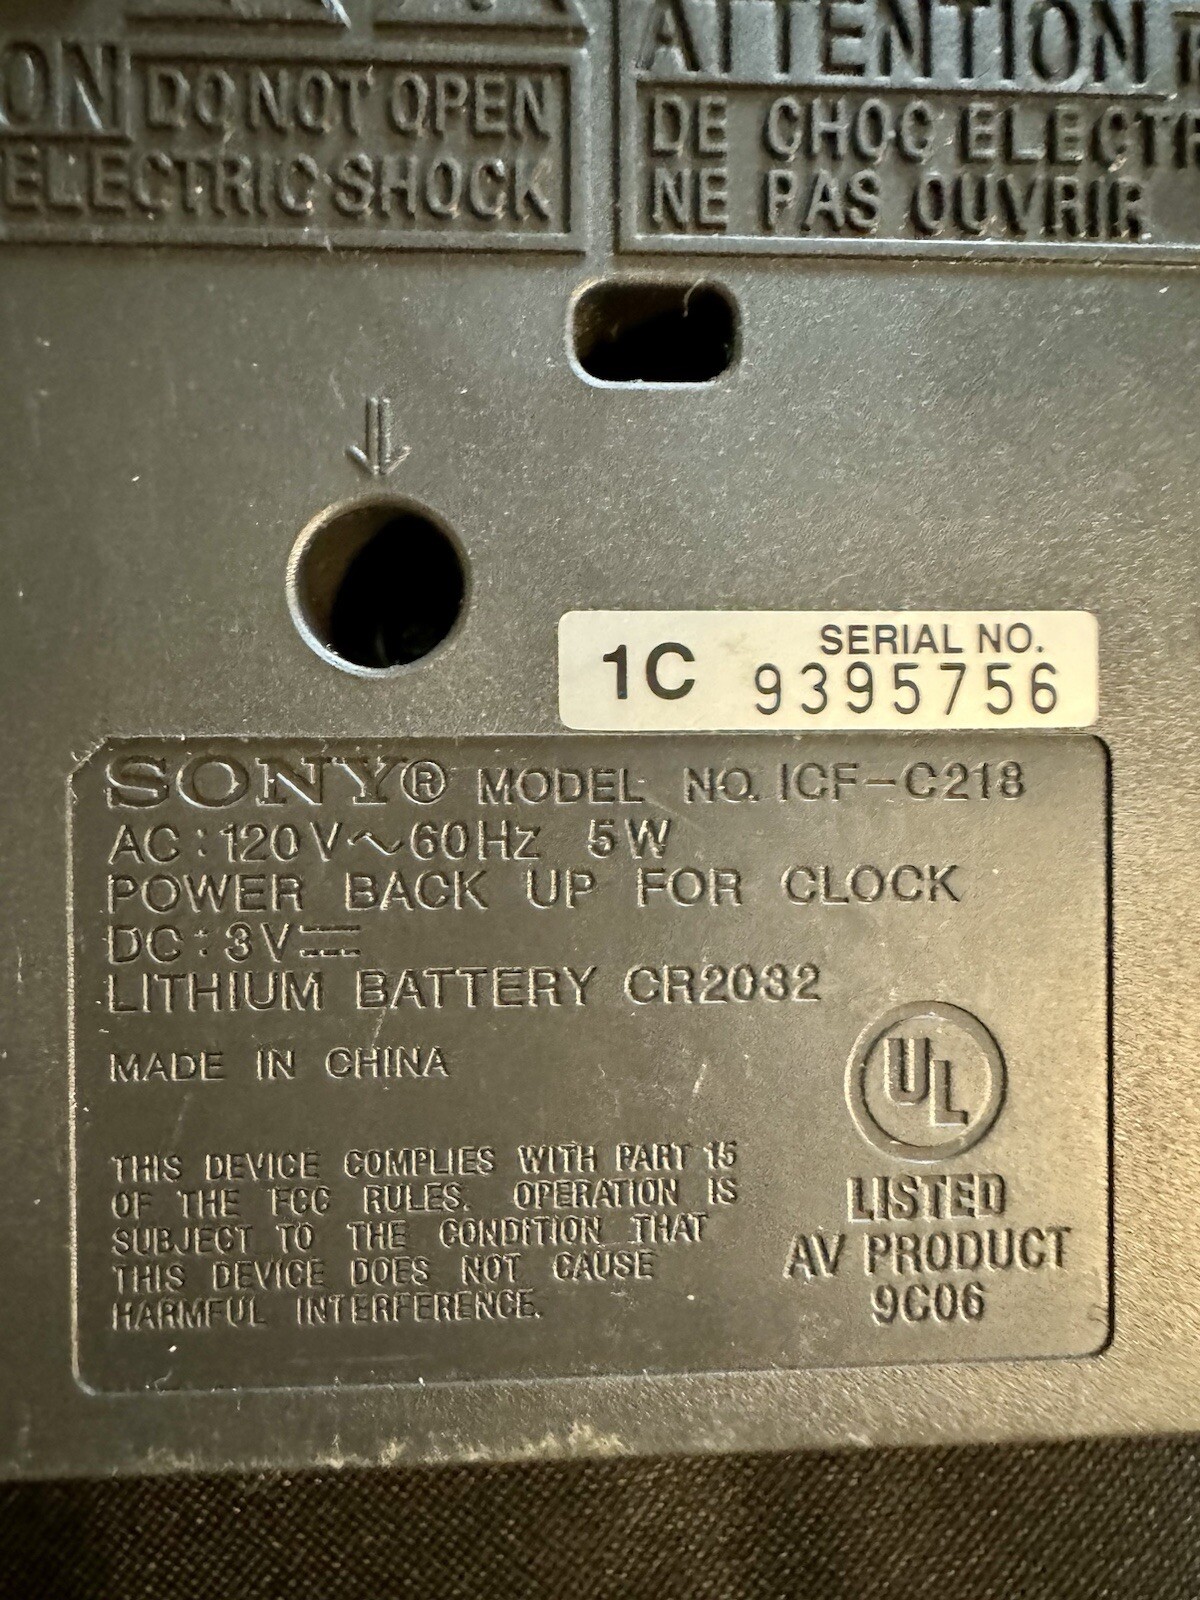 DO NOT OPEN
ELECTRIC SHOCK
ATTENTION
DE CHOC
NE PAS OUVRIR
1C
SERIAL NO.
9395756
SONY® MODEL NO. ICF-C218
AC : 120V~60Hz 5W
POWER BACK UP FOR CLOCK
DC : 3V⎓
LITHIUM BATTERY CR2032
MADE IN CHINA
THIS DEVICE COMPLIES WITH PART 15
OF THE FCC RULES. OPERATION IS
SUBJECT TO THE CONDITION THAT
THIS DEVICE DOES NOT CAUSE
HARMFUL INTERFERENCE.
UL
LISTED
AV PRODUCT
9C06